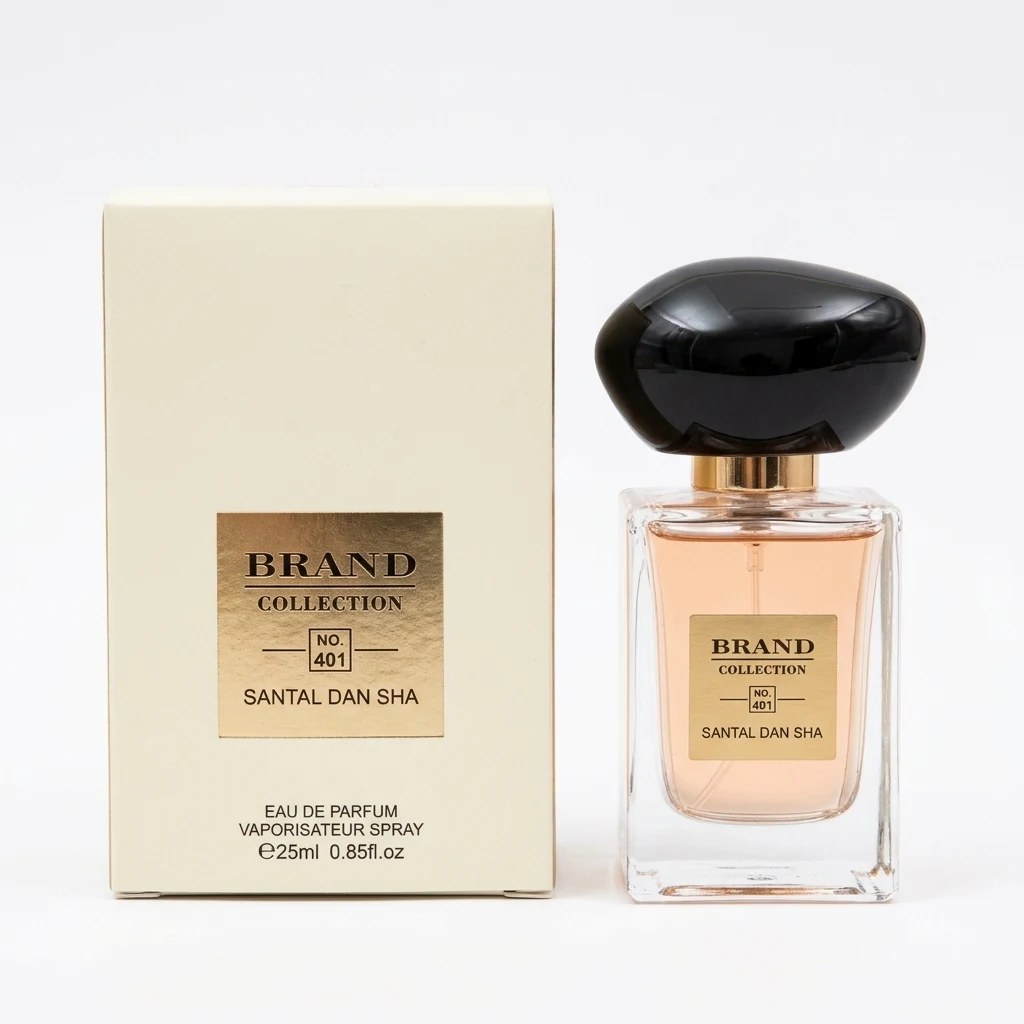 BRAND
COLLECTION
NO.
401
SANTAL DAN SHA
EAU DE PARFUM
VAPORISATEUR SPRAY
℮25ml 0.85fl.oz
BRAND
COLLECTION
NO.
401
SANTAL DAN SHA